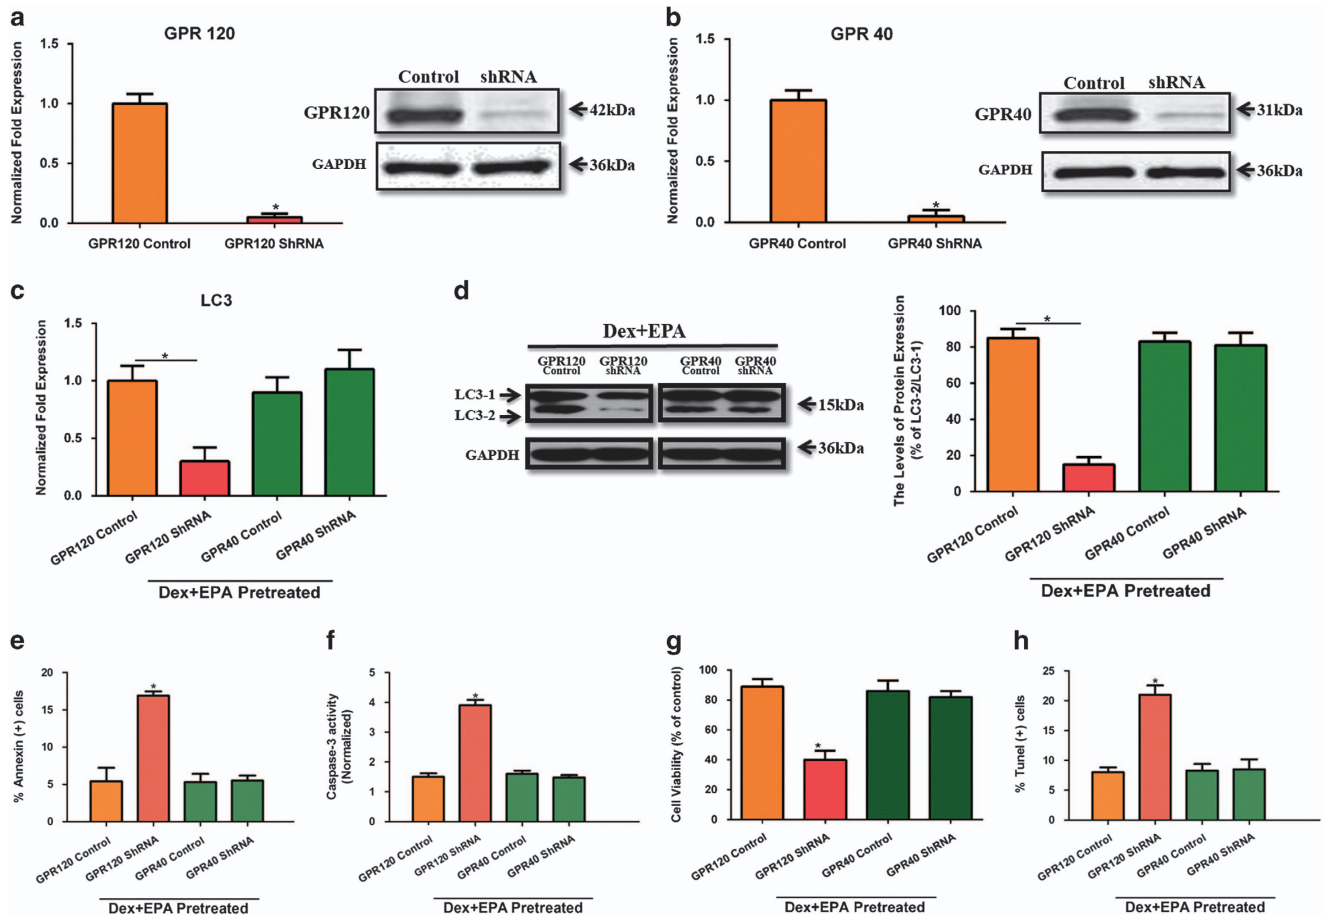 a
GPR 120
Normalized Fold Expression
1.5
1.0
0.5
0.0
*
GPR120 Control
GPR120 ShRNA
Control shRNA
GPR120
42kDa
GAPDH
36kDa
b
GPR 40
Normalized Fold Expression
1.5
1.0
0.5
0.0
*
GPR40 Control
GPR40 ShRNA
Control shRNA
GPR40
31kDa
GAPDH
36kDa
c
LC3
Normalized Fold Expression
1.5
1.0
0.5
0.0
*
GPR120 Control
GPR120 ShRNA
GPR40 Control
GPR40 ShRNA
Dex+EPA Pretreated
d
Dex+EPA
GPR120 Control
GPR120 shRNA
GPR40 Control
GPR40 shRNA
LC3-1
LC3-2
15kDa
GAPDH
36kDa
The Levels of Protein Exression
(% of LC3-2/LC3-1)
100
80
60
40
20
0
*
GPR120 Control
GPR120 ShRNA
GPR40 Control
GPR40 ShRNA
Dex+EPA Pretreated
e
% Annexin (+) cells
20
15
10
5
0
*
GPR120 Control
GPR120 ShRNA
GPR40 Control
GPR40 ShRNA
Dex+EPA Pretreated
f
Caspase-3 activity
(Normalized)
5
4
3
2
1
0
*
GPR120 Control
GPR120 ShRNA
GPR40 Control
GPR40 ShRNA
Dex+EPA Pretreated
g
Cell Viability (% of control)
100
80
60
40
20
0
*
GPR120 Control
GPR120 ShRNA
GPR40 Control
GPR40 ShRNA
Dex+EPA Pretreated
h
% Tunel (+) cells
25
20
15
10
5
0
*
GPR120 Control
GPR120 ShRNA
GPR40 Control
GPR40 ShRNA
Dex+EPA Pretreated